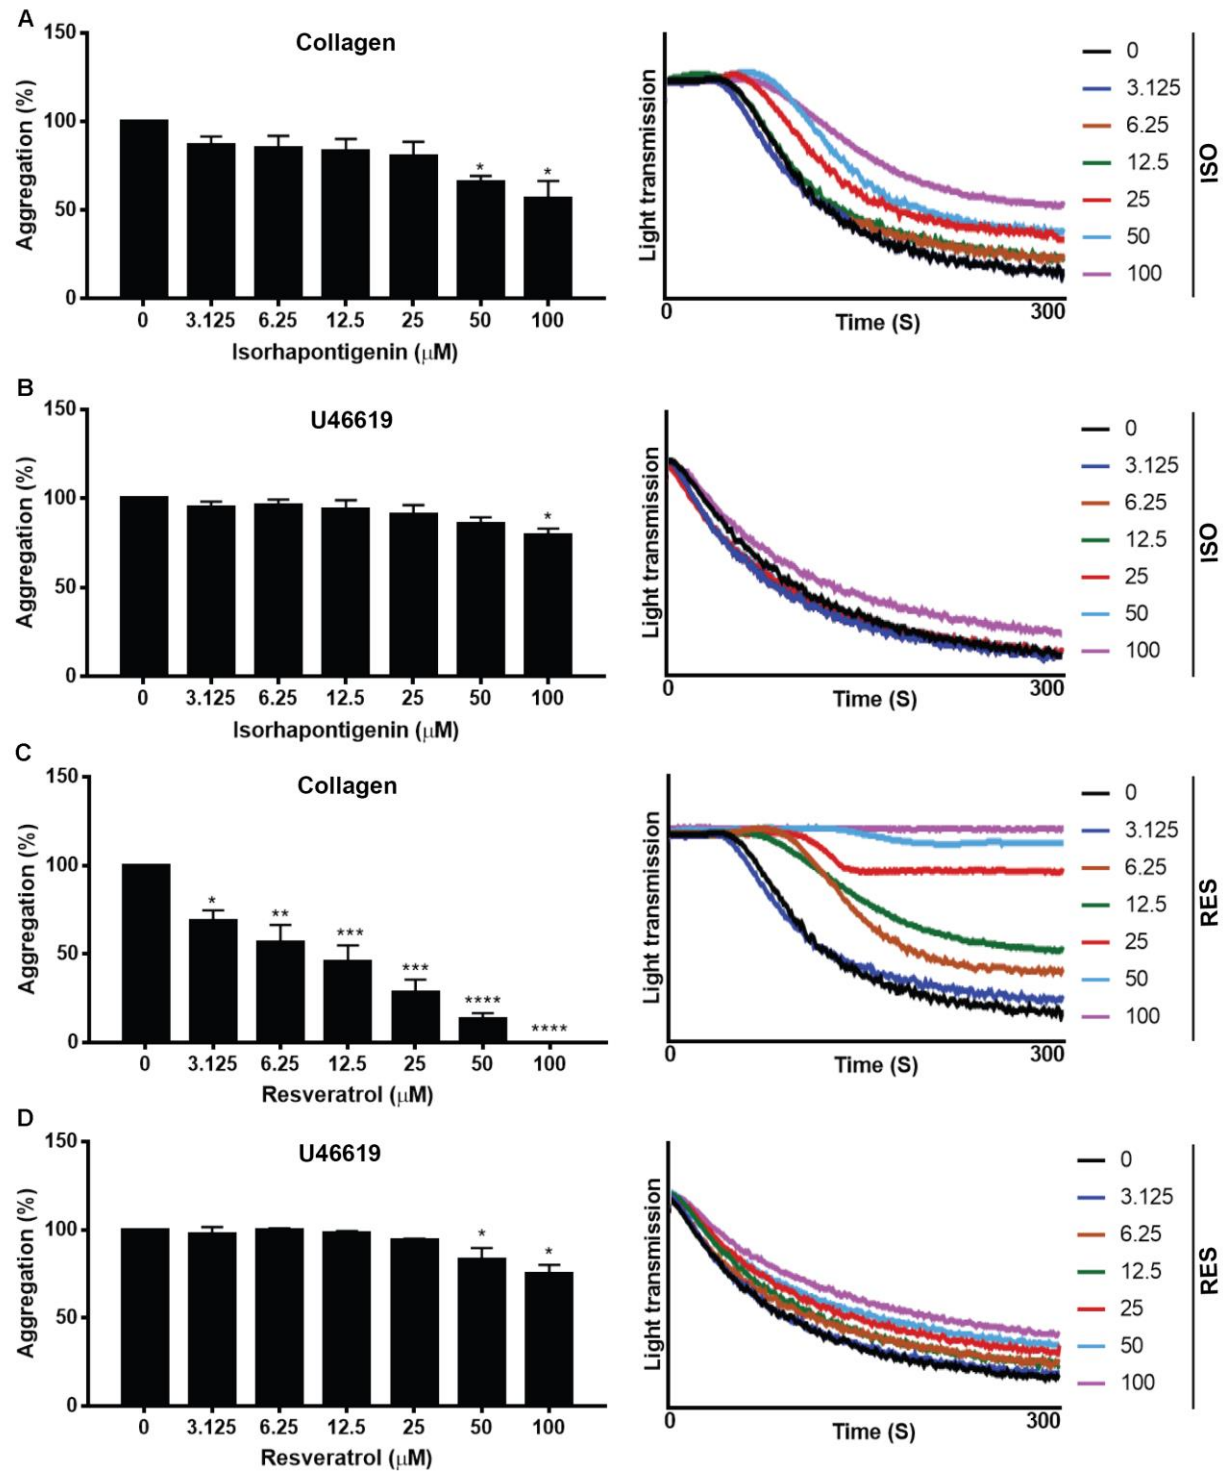 A
Collagen
150
100
50
0
Aggregation (%)
* *
0 3.125 6.25 12.5 25 50 100
Isorhapontigenin (μM)
Light transmission
0 300
Time (S)
0
3.125
6.25
12.5
25
50
100
ISO
B
U46619
150
100
50
0
Aggregation (%)
*
0 3.125 6.25 12.5 25 50 100
Isorhapontigenin (μM)
Light transmission
0 300
Time (S)
0
3.125
6.25
12.5
25
50
100
ISO
C
Collagen
150
100
50
0
Aggregation (%)
* ** *** *** **** ****
0 3.125 6.25 12.5 25 50 100
Resveratrol (μM)
Light transmission
0 300
Time (S)
0
3.125
6.25
12.5
25
50
100
RES
D
U46619
150
100
50
0
Aggregation (%)
* *
0 3.125 6.25 12.5 25 50 100
Resvagratrol (μM)
Light transmission
0 300
Time (S)
0
3.125
6.25
12.5
25
50
100
RES